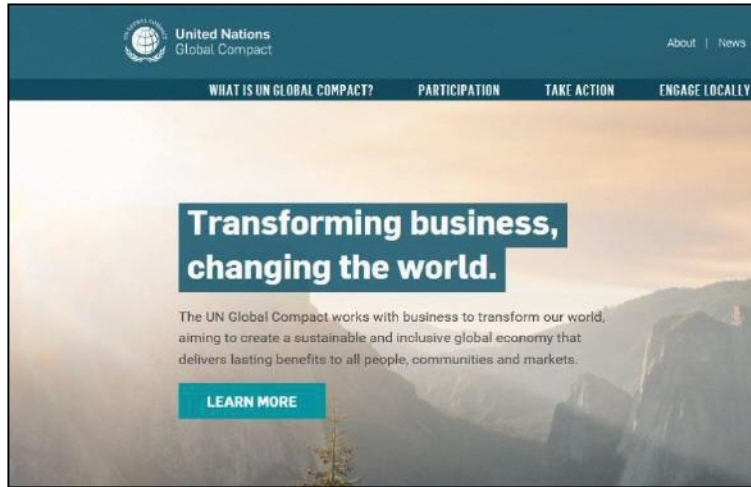 United Nations
Global Compact
About | News
WHAT IS UN GLOBAL COMPACT? PARTICIPATION TAKE ACTION ENGAGE LOCALLY
Transforming business,
changing the world.
The UN Global Compact works with business to transform our world,
aiming to create a sustainable and inclusive global economy that
delivers lasting benefits to all people, communities and markets.
LEARN MORE